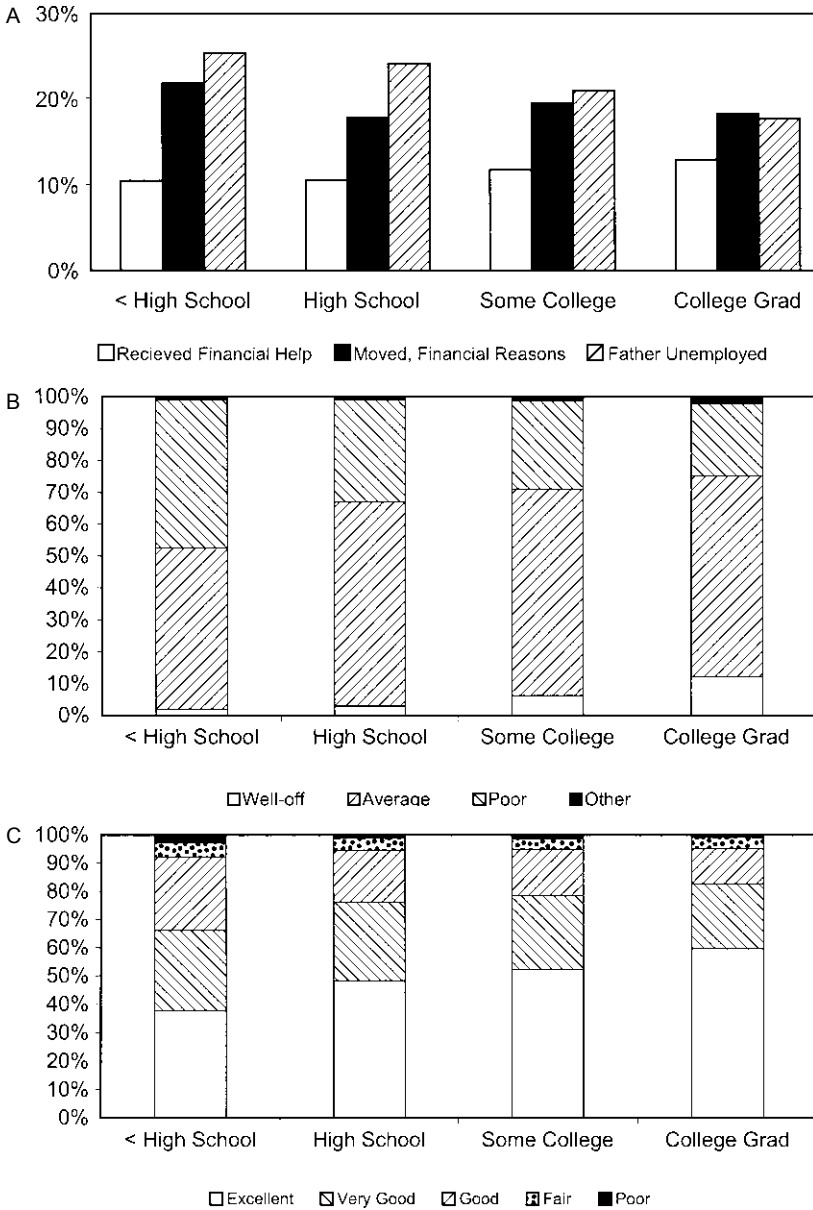 A
30%
20%
10%
0%
< High School High School Some College College Grad
Recieved Financial Help Moved, Financial Reasons Father Unemployed
B
100%
90%
80%
70%
60%
50%
40%
30%
20%
10%
0%
< High School High School Some College College Grad
Well-off Average Poor Other
C
100%
90%
80%
70%
60%
50%
40%
30%
20%
10%
0%
< High School High School Some College College Grad
Excellent Very Good Good Fair Poor